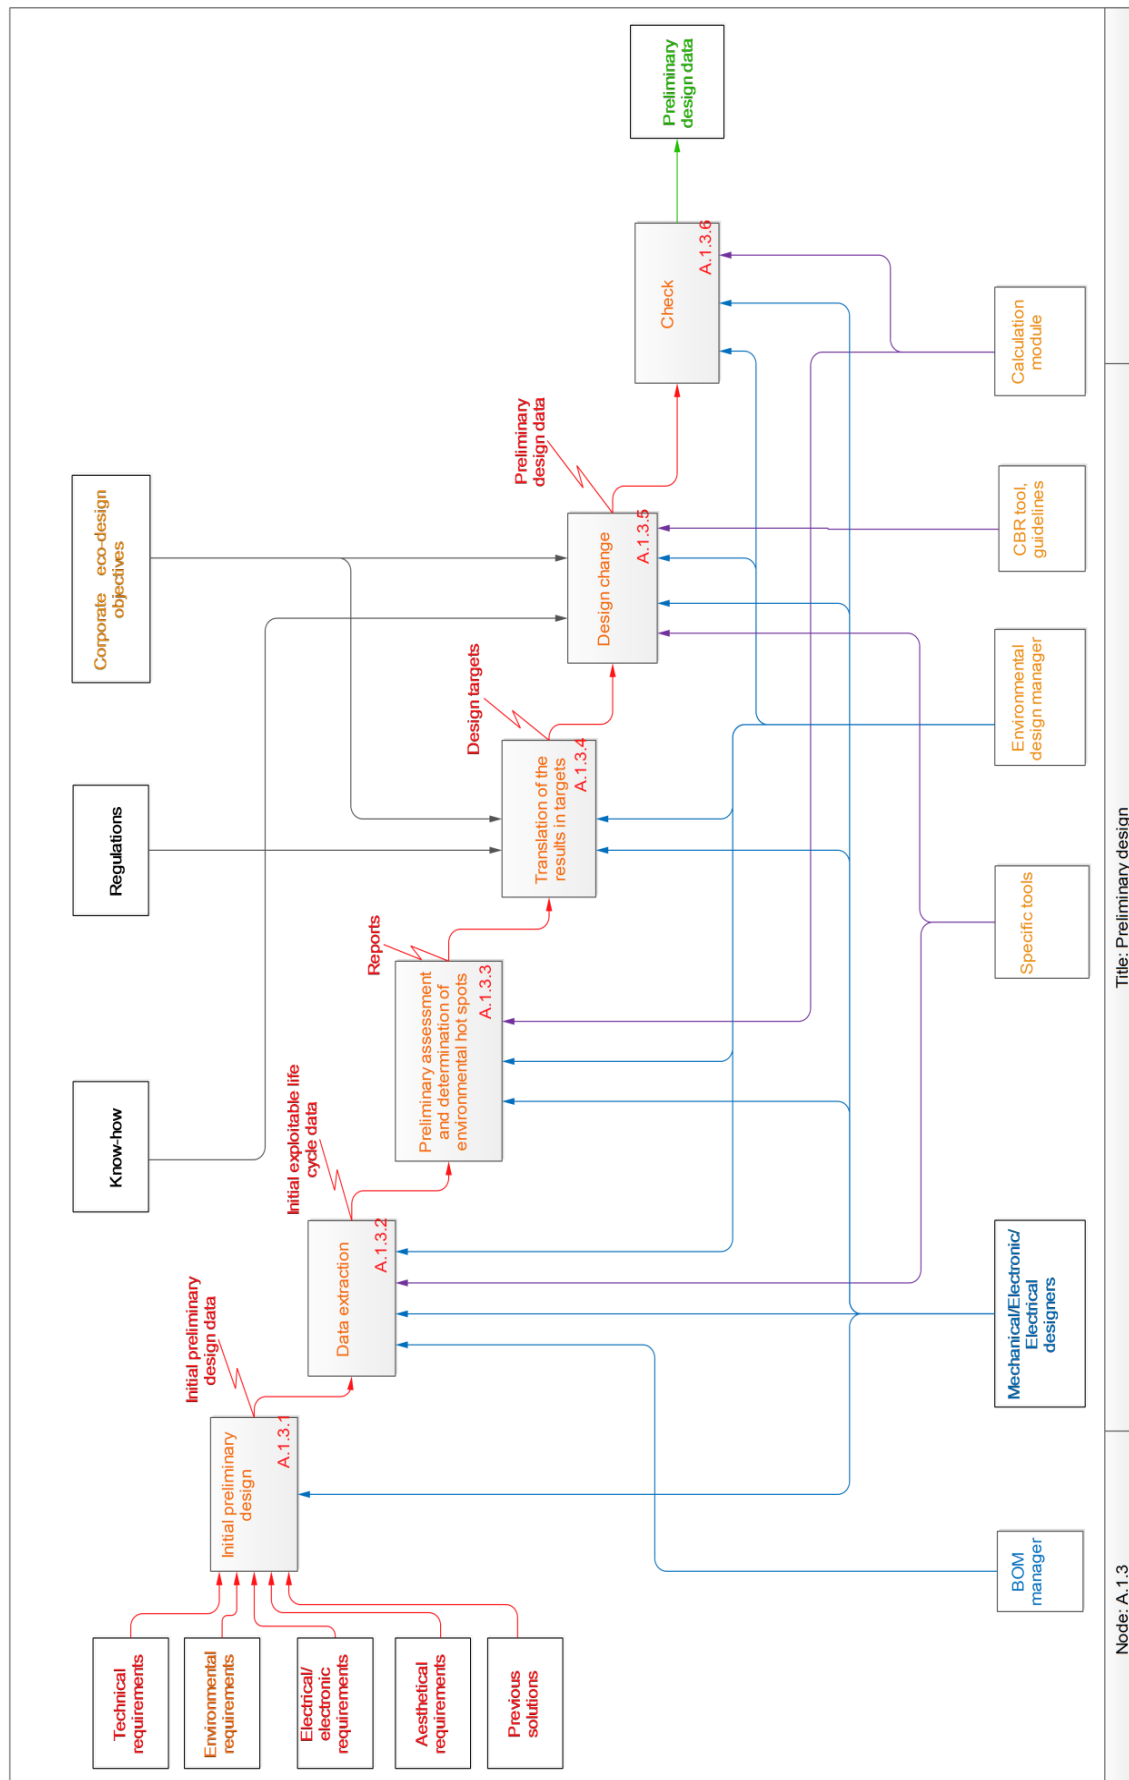 Know-how
Regulations
Corporate eco-design
objectives
Technical
requirements
Environmental
requirements
Electrical/
electronic
requirements
Aesthetical
requirements
Previous
solutions
Initial preliminary
design
A.1.3.1
Initial preliminary
design data
Data extraction
A.1.3.2
Initial exploitable life
cycle data
Preliminary assessment
and determination of
environmental hot spots
A.1.3.3
Reports
Translation of the
results in targets
A.1.3.4
Design targets
Design change
A.1.3.5
Preliminary
design data
Check
A.1.3.6
Preliminary
design data
BOM
manager
Mechanical/Electronic/
Electrical
designers
Specific tools
Environmental
design manager
CBR tool,
guidelines
Calculation
module
Node: A.1.3
Title: Preliminary design